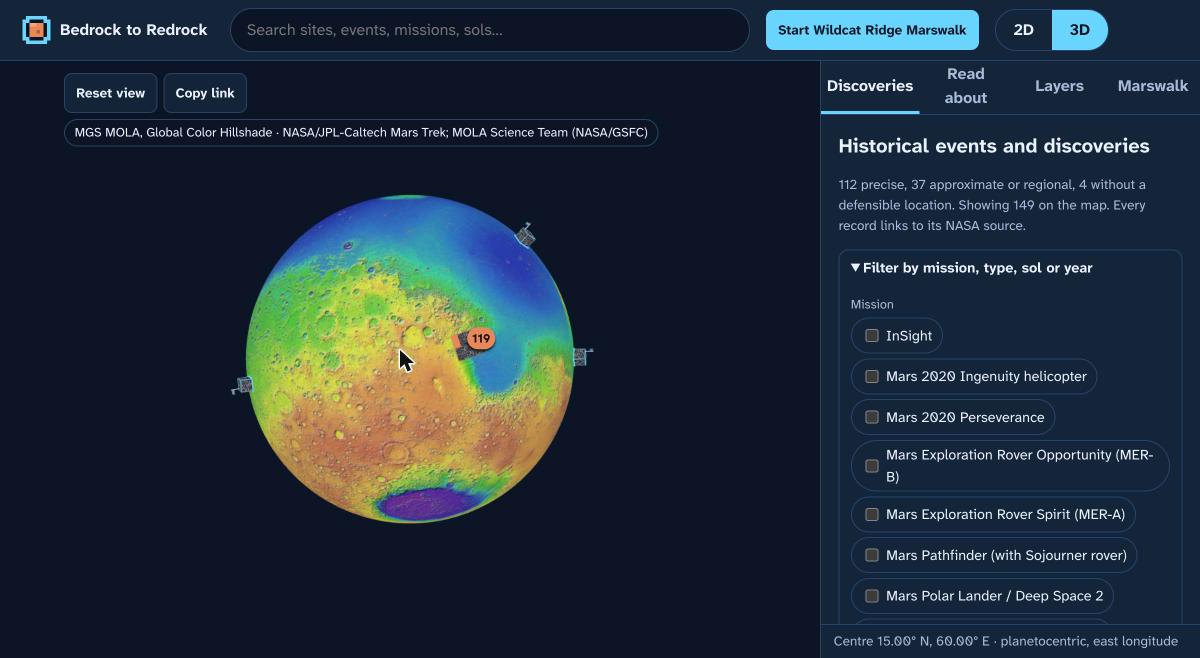 Bedrock to Redrock
Search sites, events, missions, sols...
Start Wildcat Ridge Marswalk
2D
3D
Reset view
Copy link
MGS MOLA, Global Color Hillshade · NASA/JPL-Caltech Mars Trek; MOLA Science Team (NASA/GSFC)
119
Discoveries
Read
about
Layers
Marswalk
Historical events and discoveries
112 precise, 37 approximate or regional, 4 without a
defensible location. Showing 149 on the map. Every
record links to its NASA source.
▼Filter by mission, type, sol or year
Mission
InSight
Mars 2020 Ingenuity helicopter
Mars 2020 Perseverance
Mars Exploration Rover Opportunity (MER-
B)
Mars Exploration Rover Spirit (MER-A)
Mars Pathfinder (with Sojourner rover)
Mars Polar Lander / Deep Space 2
Centre 15.00° N, 60.00° E · planetocentric, east longitude